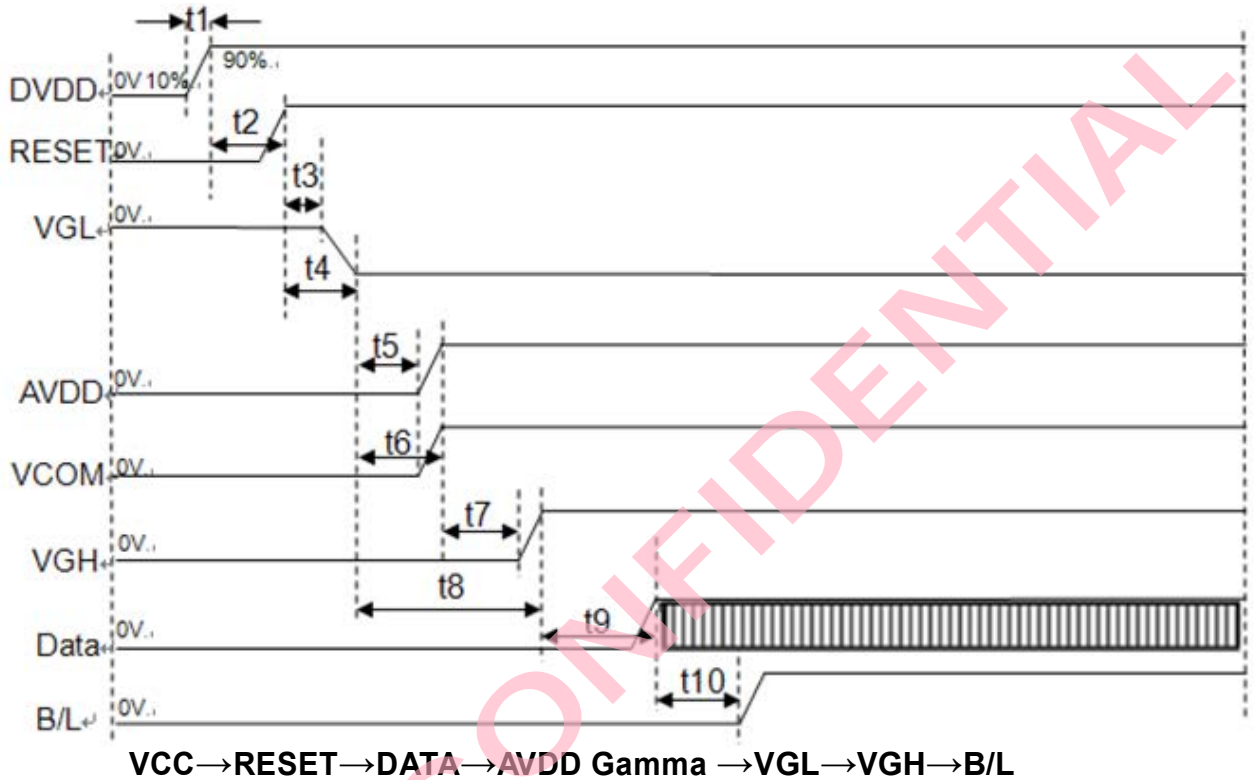 t1
90%
DVDD 0V 10%
t2
RESET 0V
t3
VGL 0V
t4
t5
AVDD 0V
t6
VCOM 0V
t7
VGH 0V
t8
t9
Data 0V
t10
B/L 0V
VCC→RESET→DATA→AVDD Gamma →VGL→VGH→B/L
CONFIDENTIAL